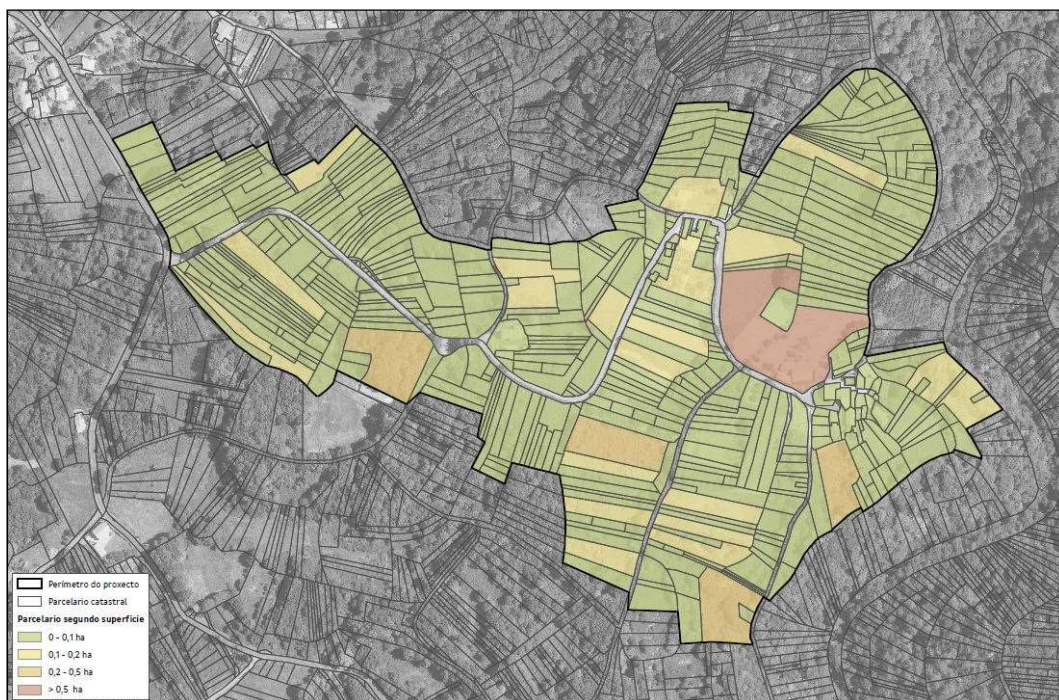 Perímetro do proxecto
Parcelario catastral
Parcelario segundo superficie
0 - 0,1 ha
0,1 - 0,2 ha
0,2 - 0,5 ha
> 0,5 ha